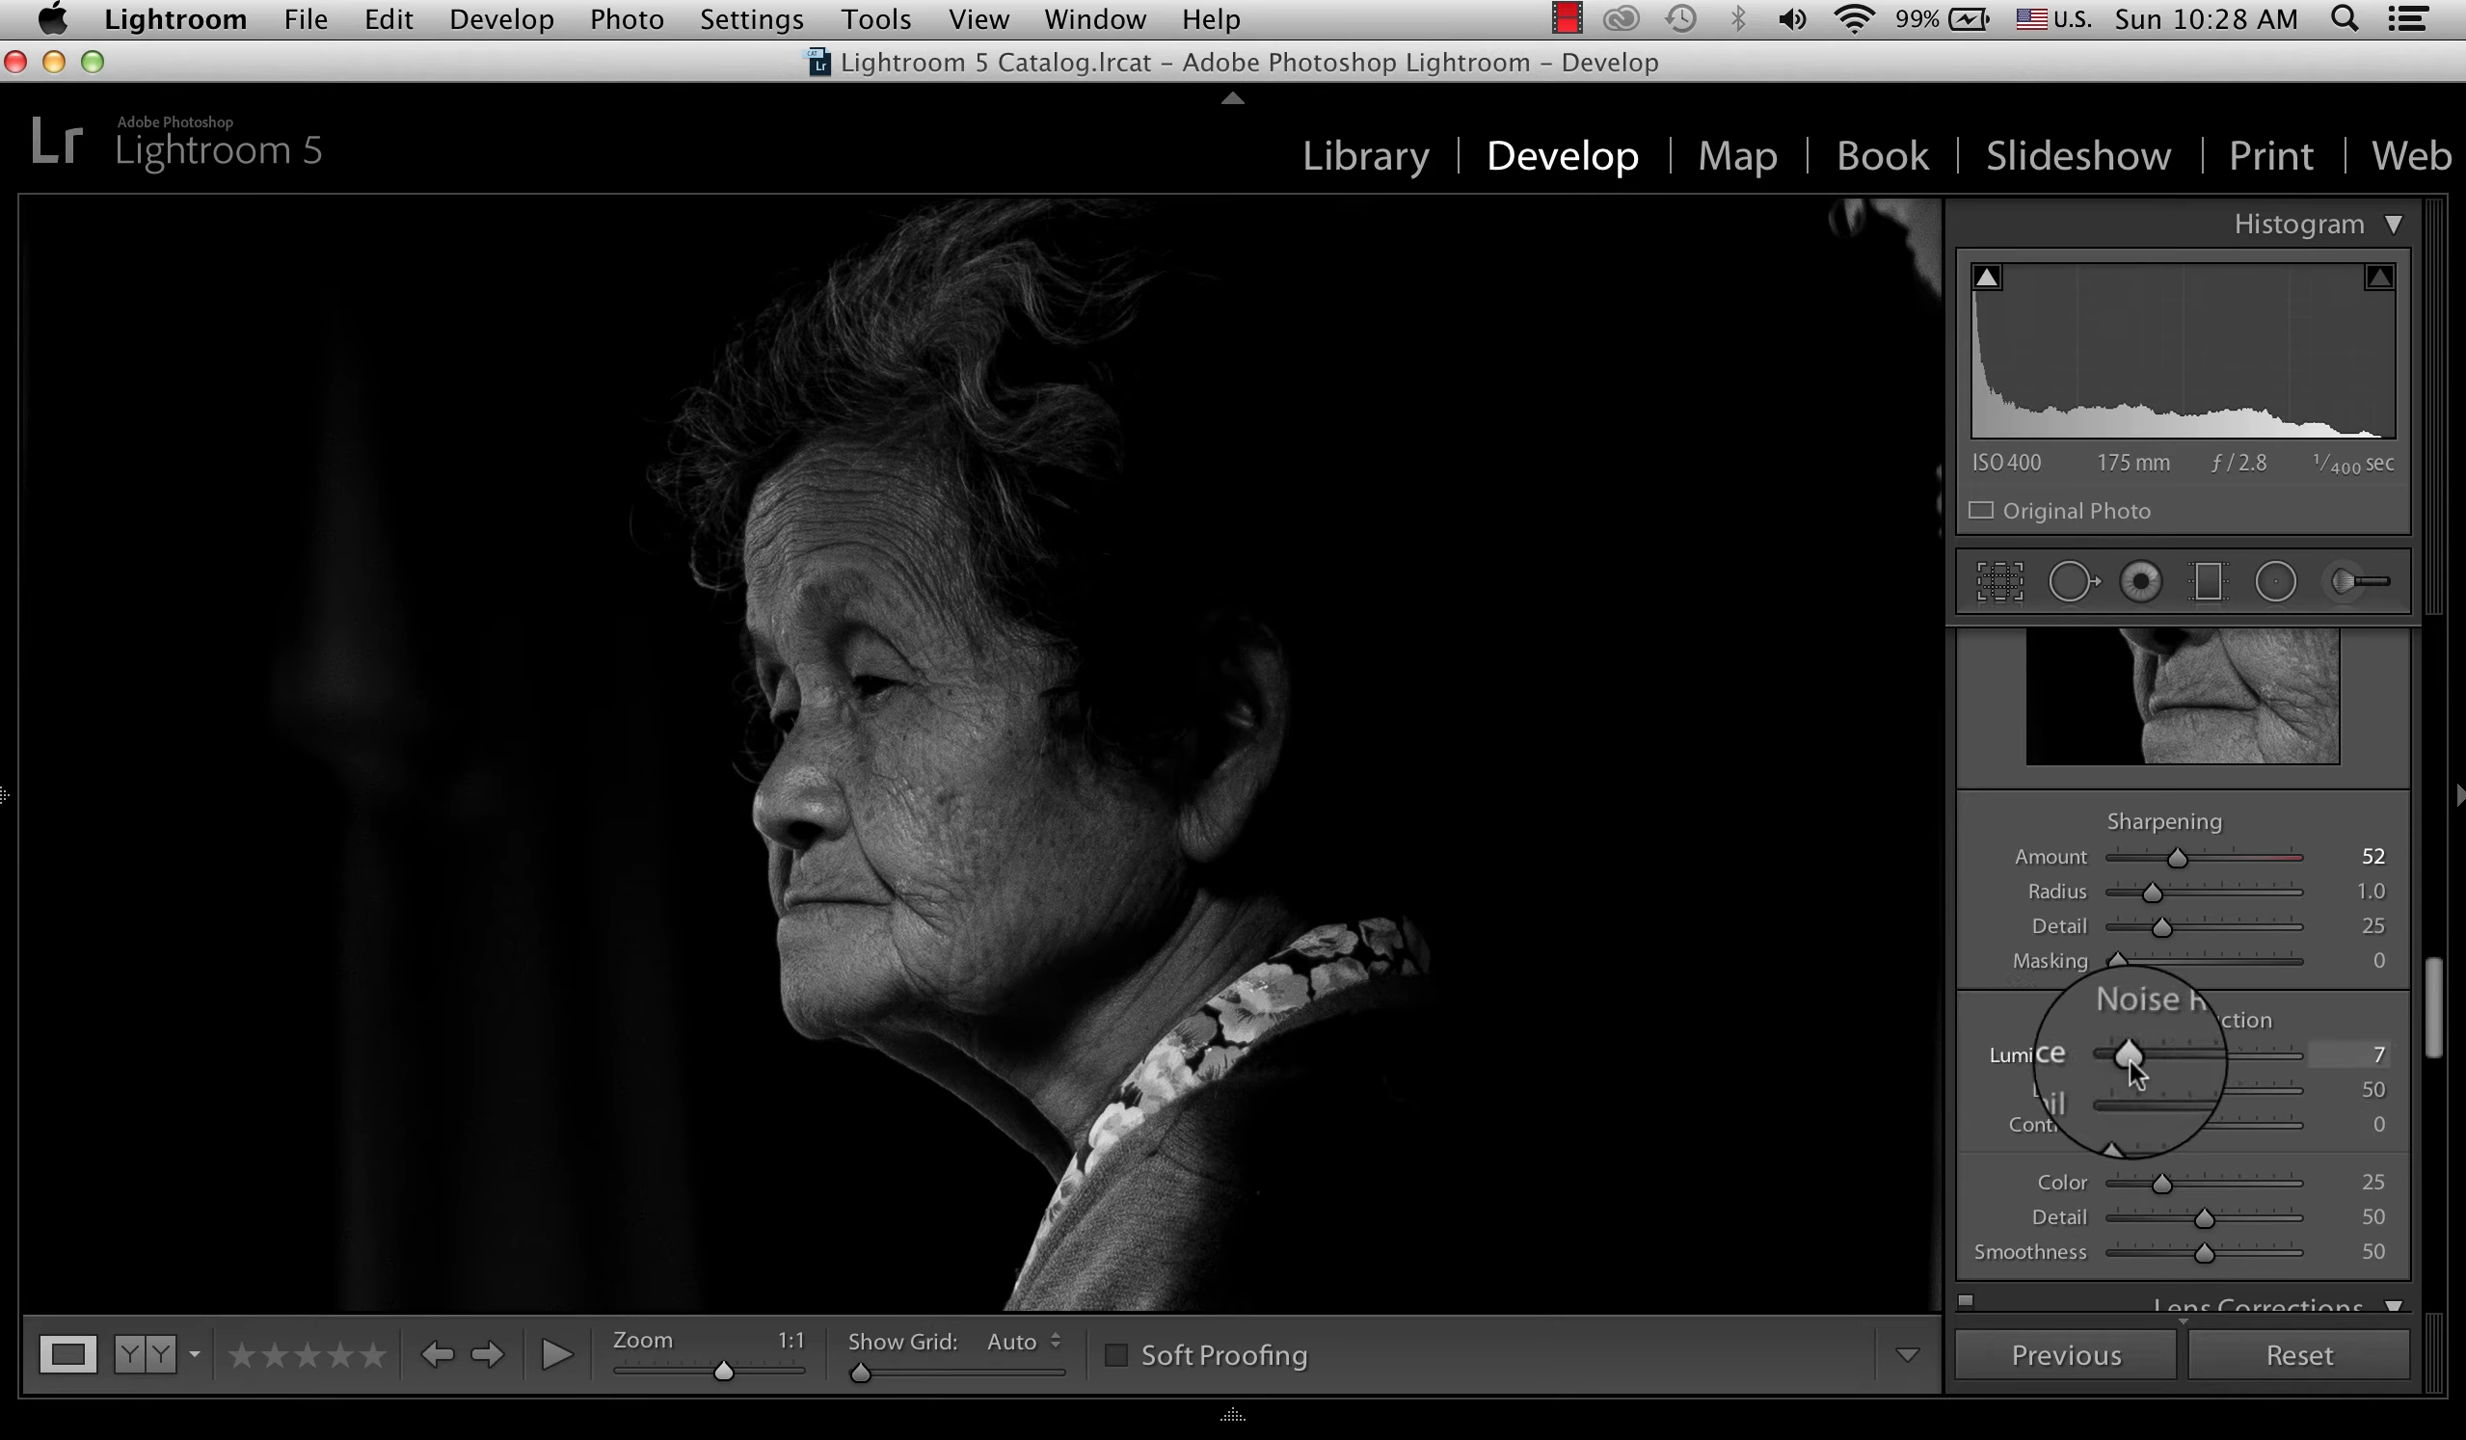 Lightroom File Edit Develop Photo Settings Tools View Window Help 99% U.S. Sun 10:28 AM
Lightroom 5 Catalog.lrcat – Adobe Photoshop Lightroom – Develop
Lr Adobe Photoshop
Lightroom 5
Library | Develop | Map | Book | Slideshow | Print | Web
Histogram
ISO 400 175 mm ƒ / 2.8 1/400 sec
Original Photo
Sharpening
Amount 52
Radius 1.0
Detail 25
Masking 0
Noise R ction
Lumi ce 7
il 50
Cont 0
Color 25
Detail 50
Smoothness 50
Lens Corrections
Previous Reset
YY Zoom 1:1 Show Grid: Auto Soft Proofing